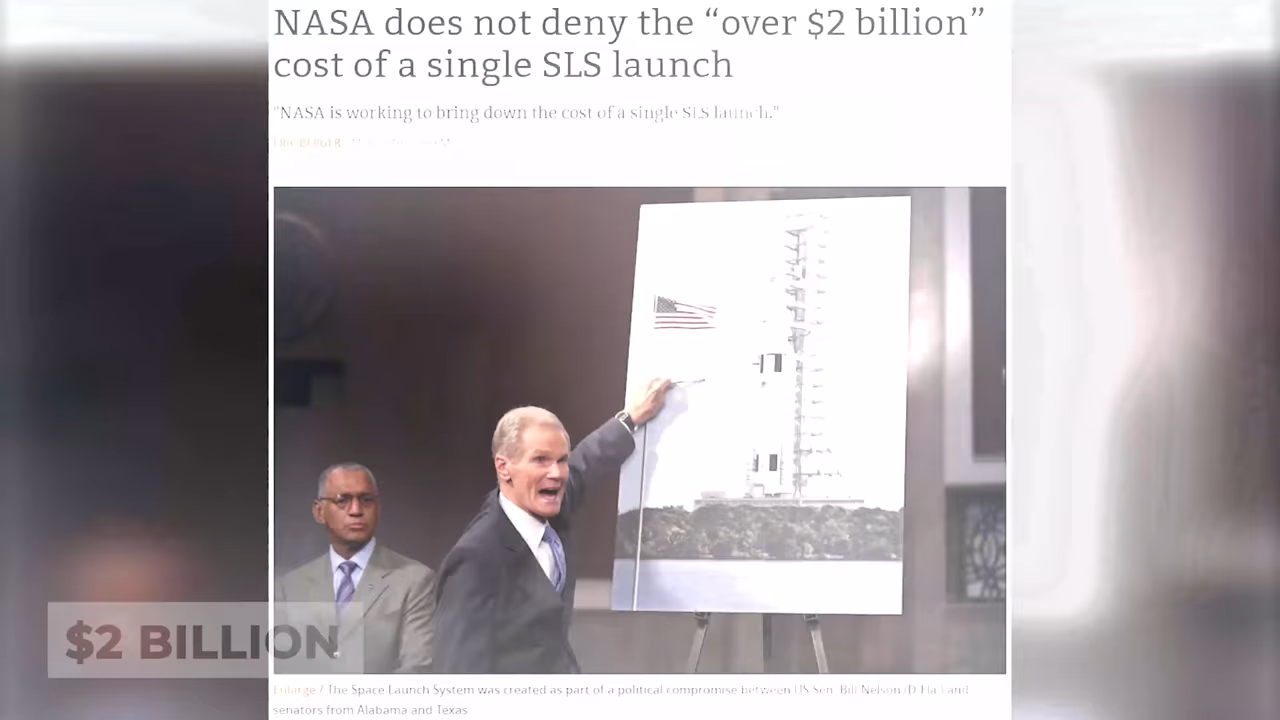 NASA does not deny the “over $2 billion”
cost of a single SLS launch
"NASA is working to bring down the cost of a single SLS launch."
ERIC BERGER
$2 BILLION
Enlarge / The Space Launch System was created as part of a political compromise between US Sen. Bill Nelson (D-Fla.) and
senators from Alabama and Texas